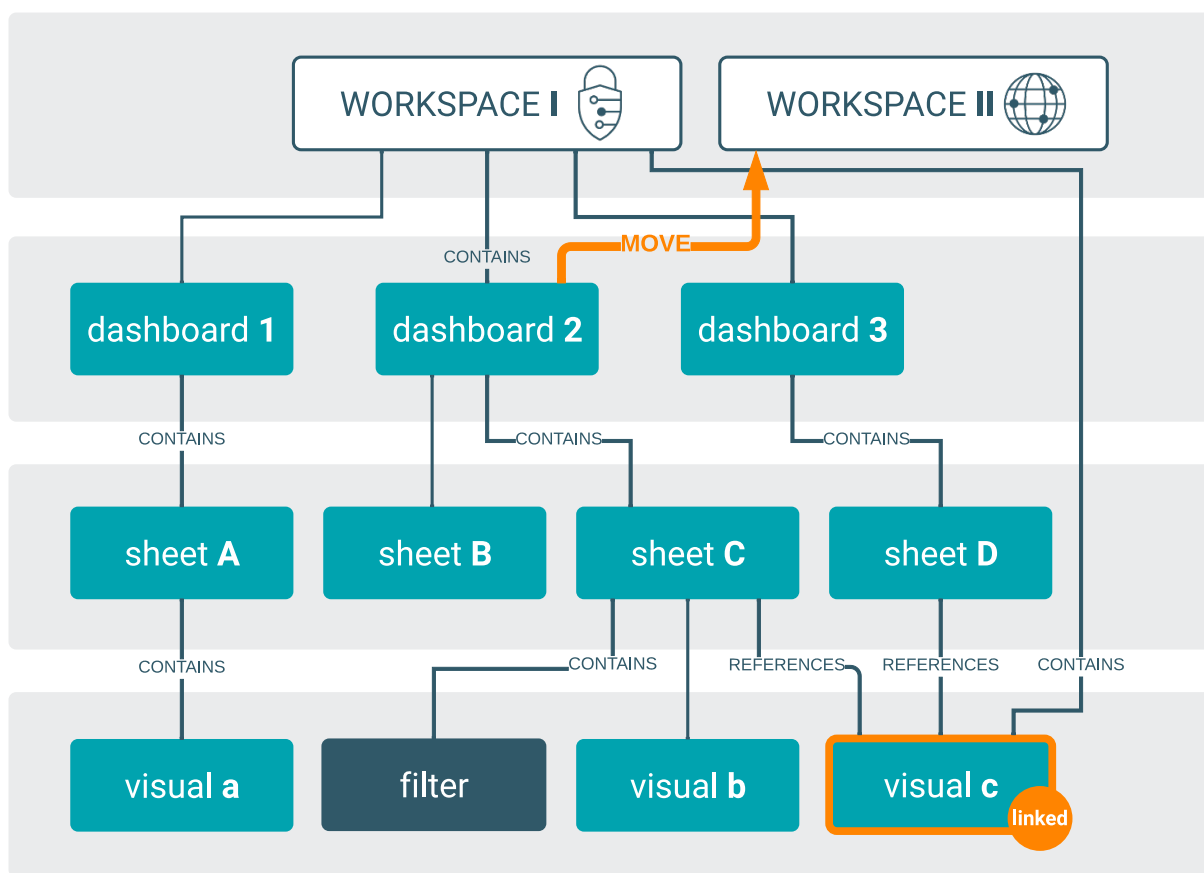 WORKSPACE I
WORKSPACE II
MOVE
CONTAINS
dashboard 1
dashboard 2
dashboard 3
CONTAINS
CONTAINS
CONTAINS
sheet A
sheet B
sheet C
sheet D
CONTAINS
CONTAINS
REFERENCES
REFERENCES
CONTAINS
visual a
filter
visual b
visual c
linked